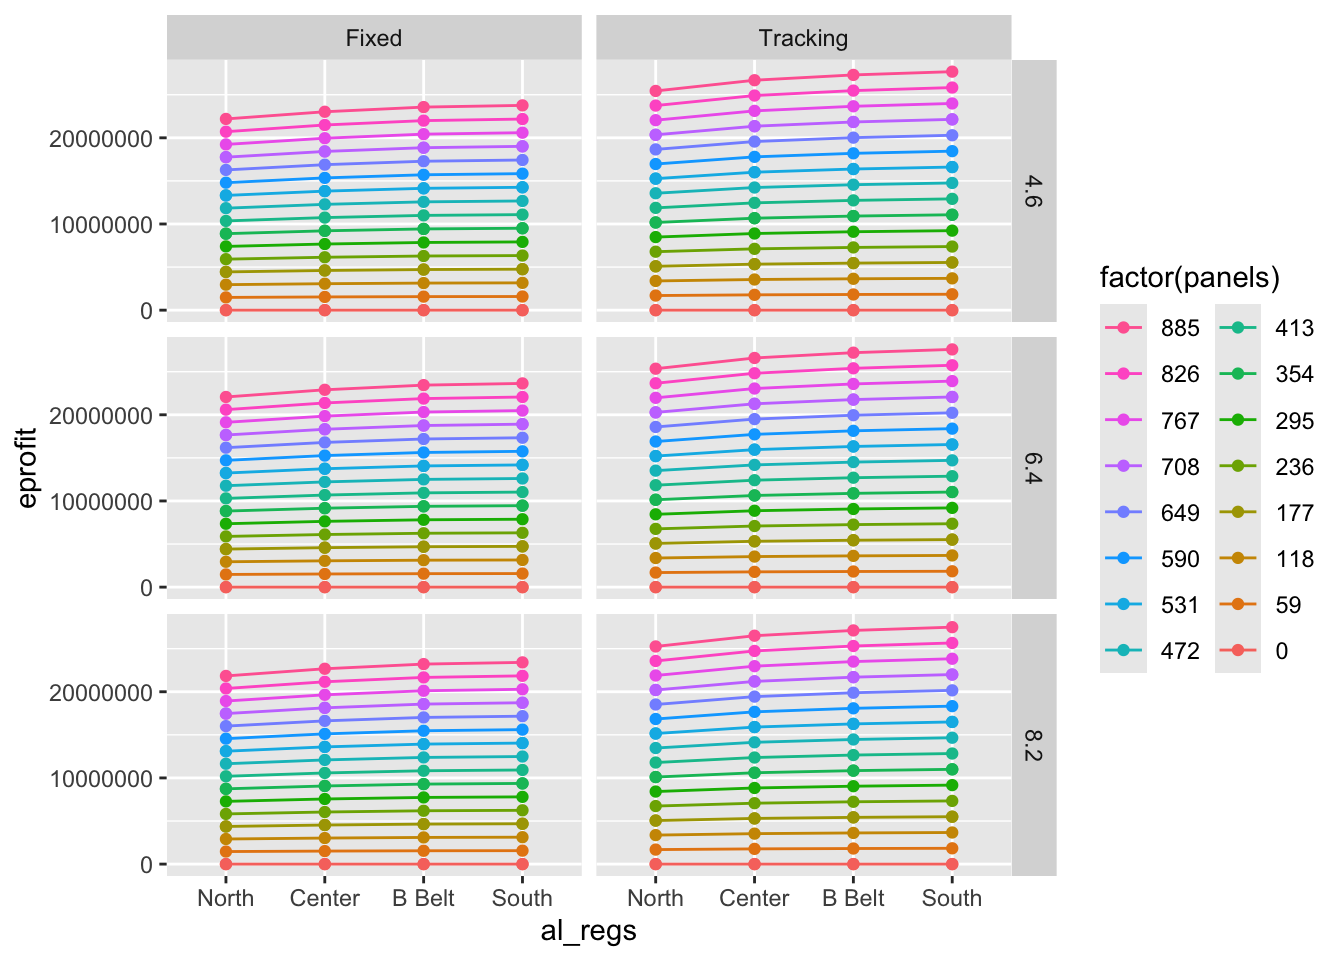 Fixed
Tracking
20000000
10000000
0
4.6
20000000
10000000
0
6.4
20000000
10000000
0
8.2
North Center B Belt South
North Center B Belt South
al_regs
eprofit
factor(panels)
885 413
826 354
767 295
708 236
649 177
590 118
531 59
472 0